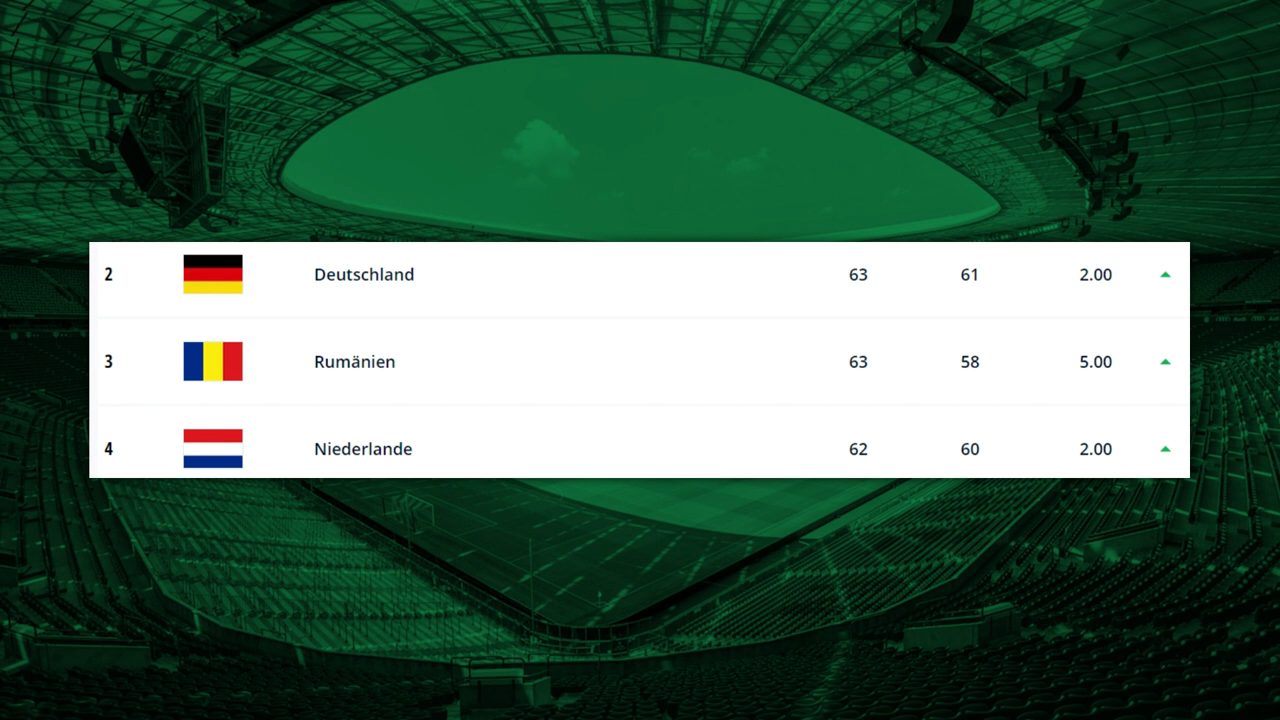 2 Deutschland 63 61 2.00
3 Rumänien 63 58 5.00
4 Niederlande 62 60 2.00